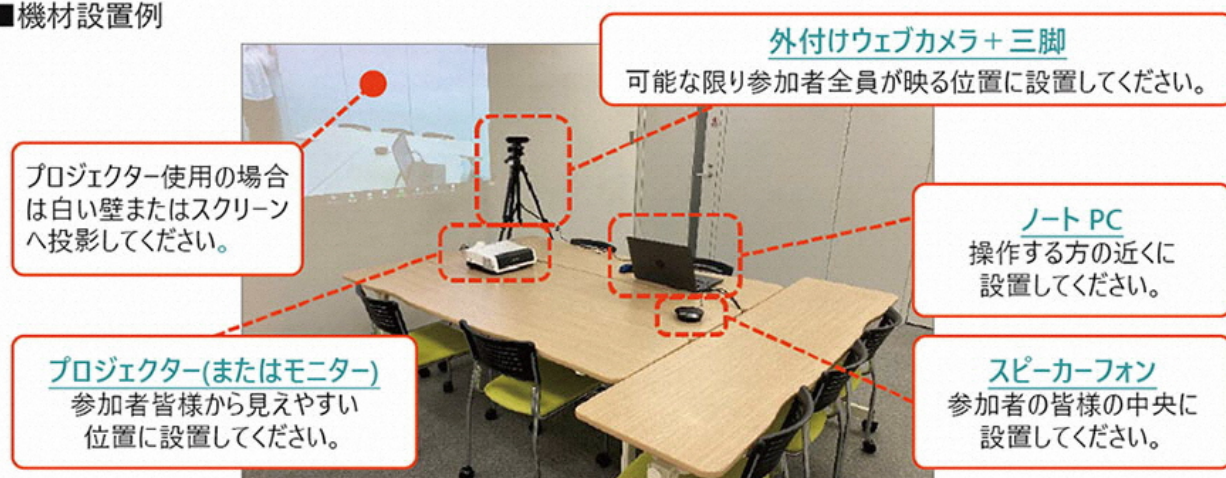 ■機材設置例
外付けウェブカメラ＋三脚
可能な限り参加者全員が映る位置に設置してください。
プロジェクター使用の場合
は白い壁またはスクリーン
へ投影してください。
ノート PC
操作する方の近くに
設置してください。
プロジェクター(またはモニター)
参加者皆様から見えやすい
位置に設置してください。
スピーカーフォン
参加者の皆様の中央に
設置してください。